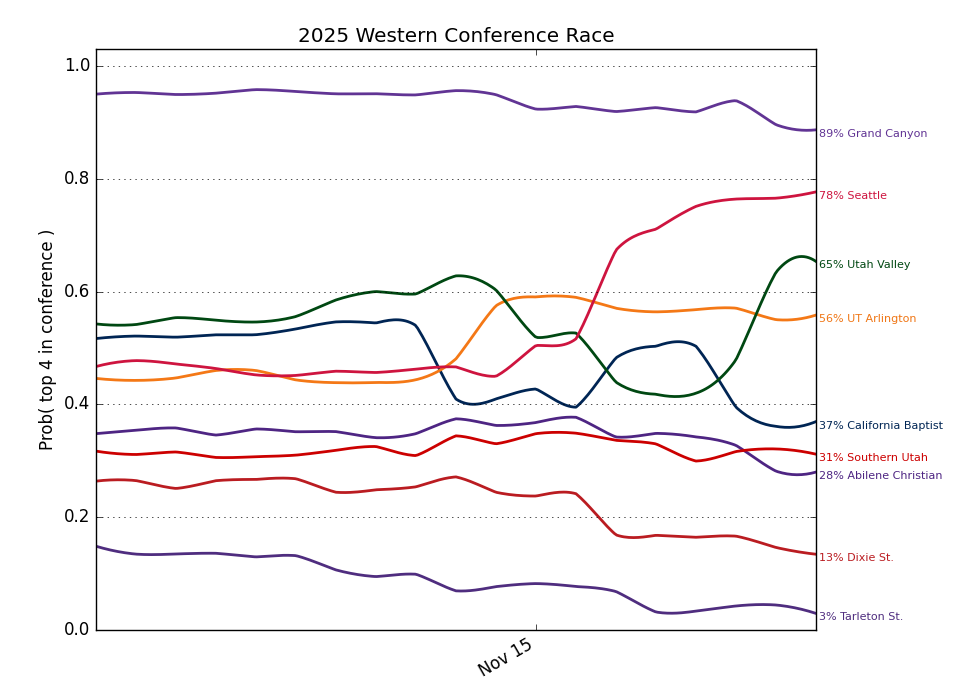 2025 Western Conference Race
1.0
0.8
0.6
0.4
0.2
0.0
Prob( top 4 in conference )
Nov 15
89% Grand Canyon
78% Seattle
65% Utah Valley
56% UT Arlington
37% California Baptist
31% Southern Utah
28% Abilene Christian
13% Dixie St.
3% Tarleton St.